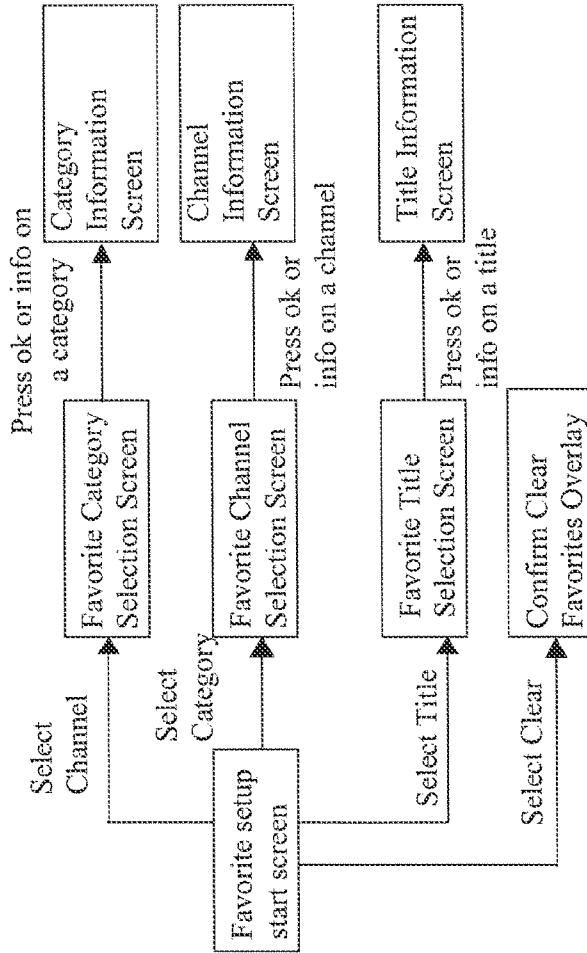 Favorite setup
start screen
Select
Channel
Select
Category
Select Title
Select Clear
Favorite Category
Selection Screen
Favorite Channel
Selection Screen
Favorite Title
Selection Screen
Confirm Clear
Favorites Overlay
Press ok or info on
a category
Press ok or
info on a channel
Press ok or
info on a title
Category
Information
Screen
Channel
Information
Screen
Title Information
Screen